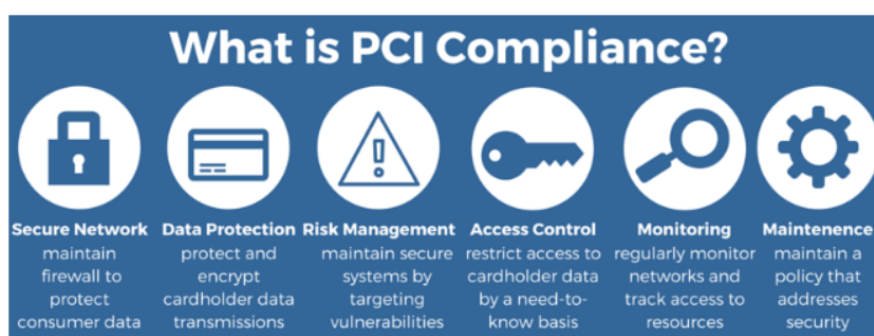 What is PCI Compliance?
Secure Network
maintain
firewall to
protect
consumer data
Data Protection
protect and
encrypt
cardholder data
transmissions
Risk Management
maintain secure
systems by
targeting
vulnerabilities
Access Control
restrict access to
cardholder data
by a need-to-
know basis
Monitoring
regularly monitor
networks and
track access to
resources
Maintenence
maintain a
policy that
addresses
security